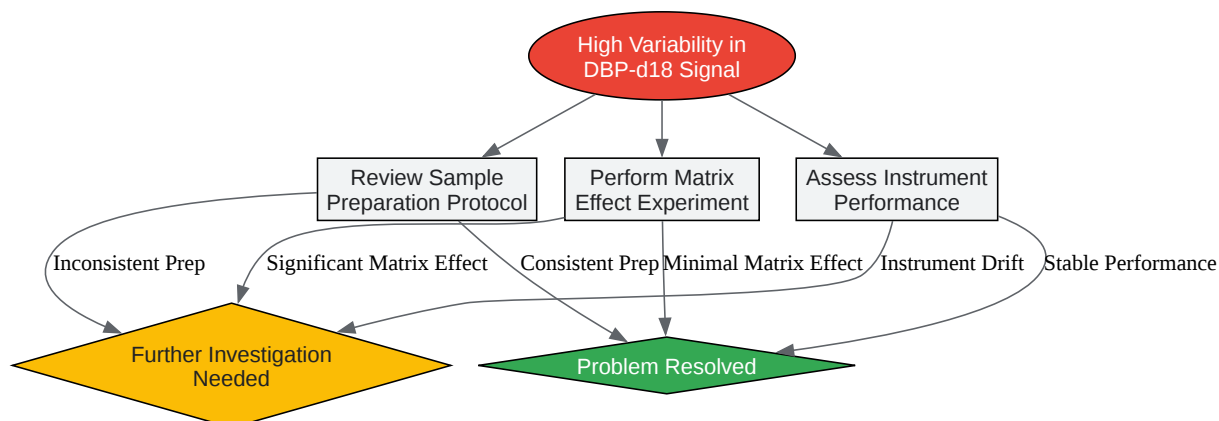 High Variability in
DBP-d18 Signal
Review Sample
Preparation Protocol
Perform Matrix
Effect Experiment
Assess Instrument
Performance
Inconsistent Prep
Significant Matrix Effect
Consistent Prep
Minimal Matrix Effect
Instrument Drift
Stable Performance
Further Investigation
Needed
Problem Resolved